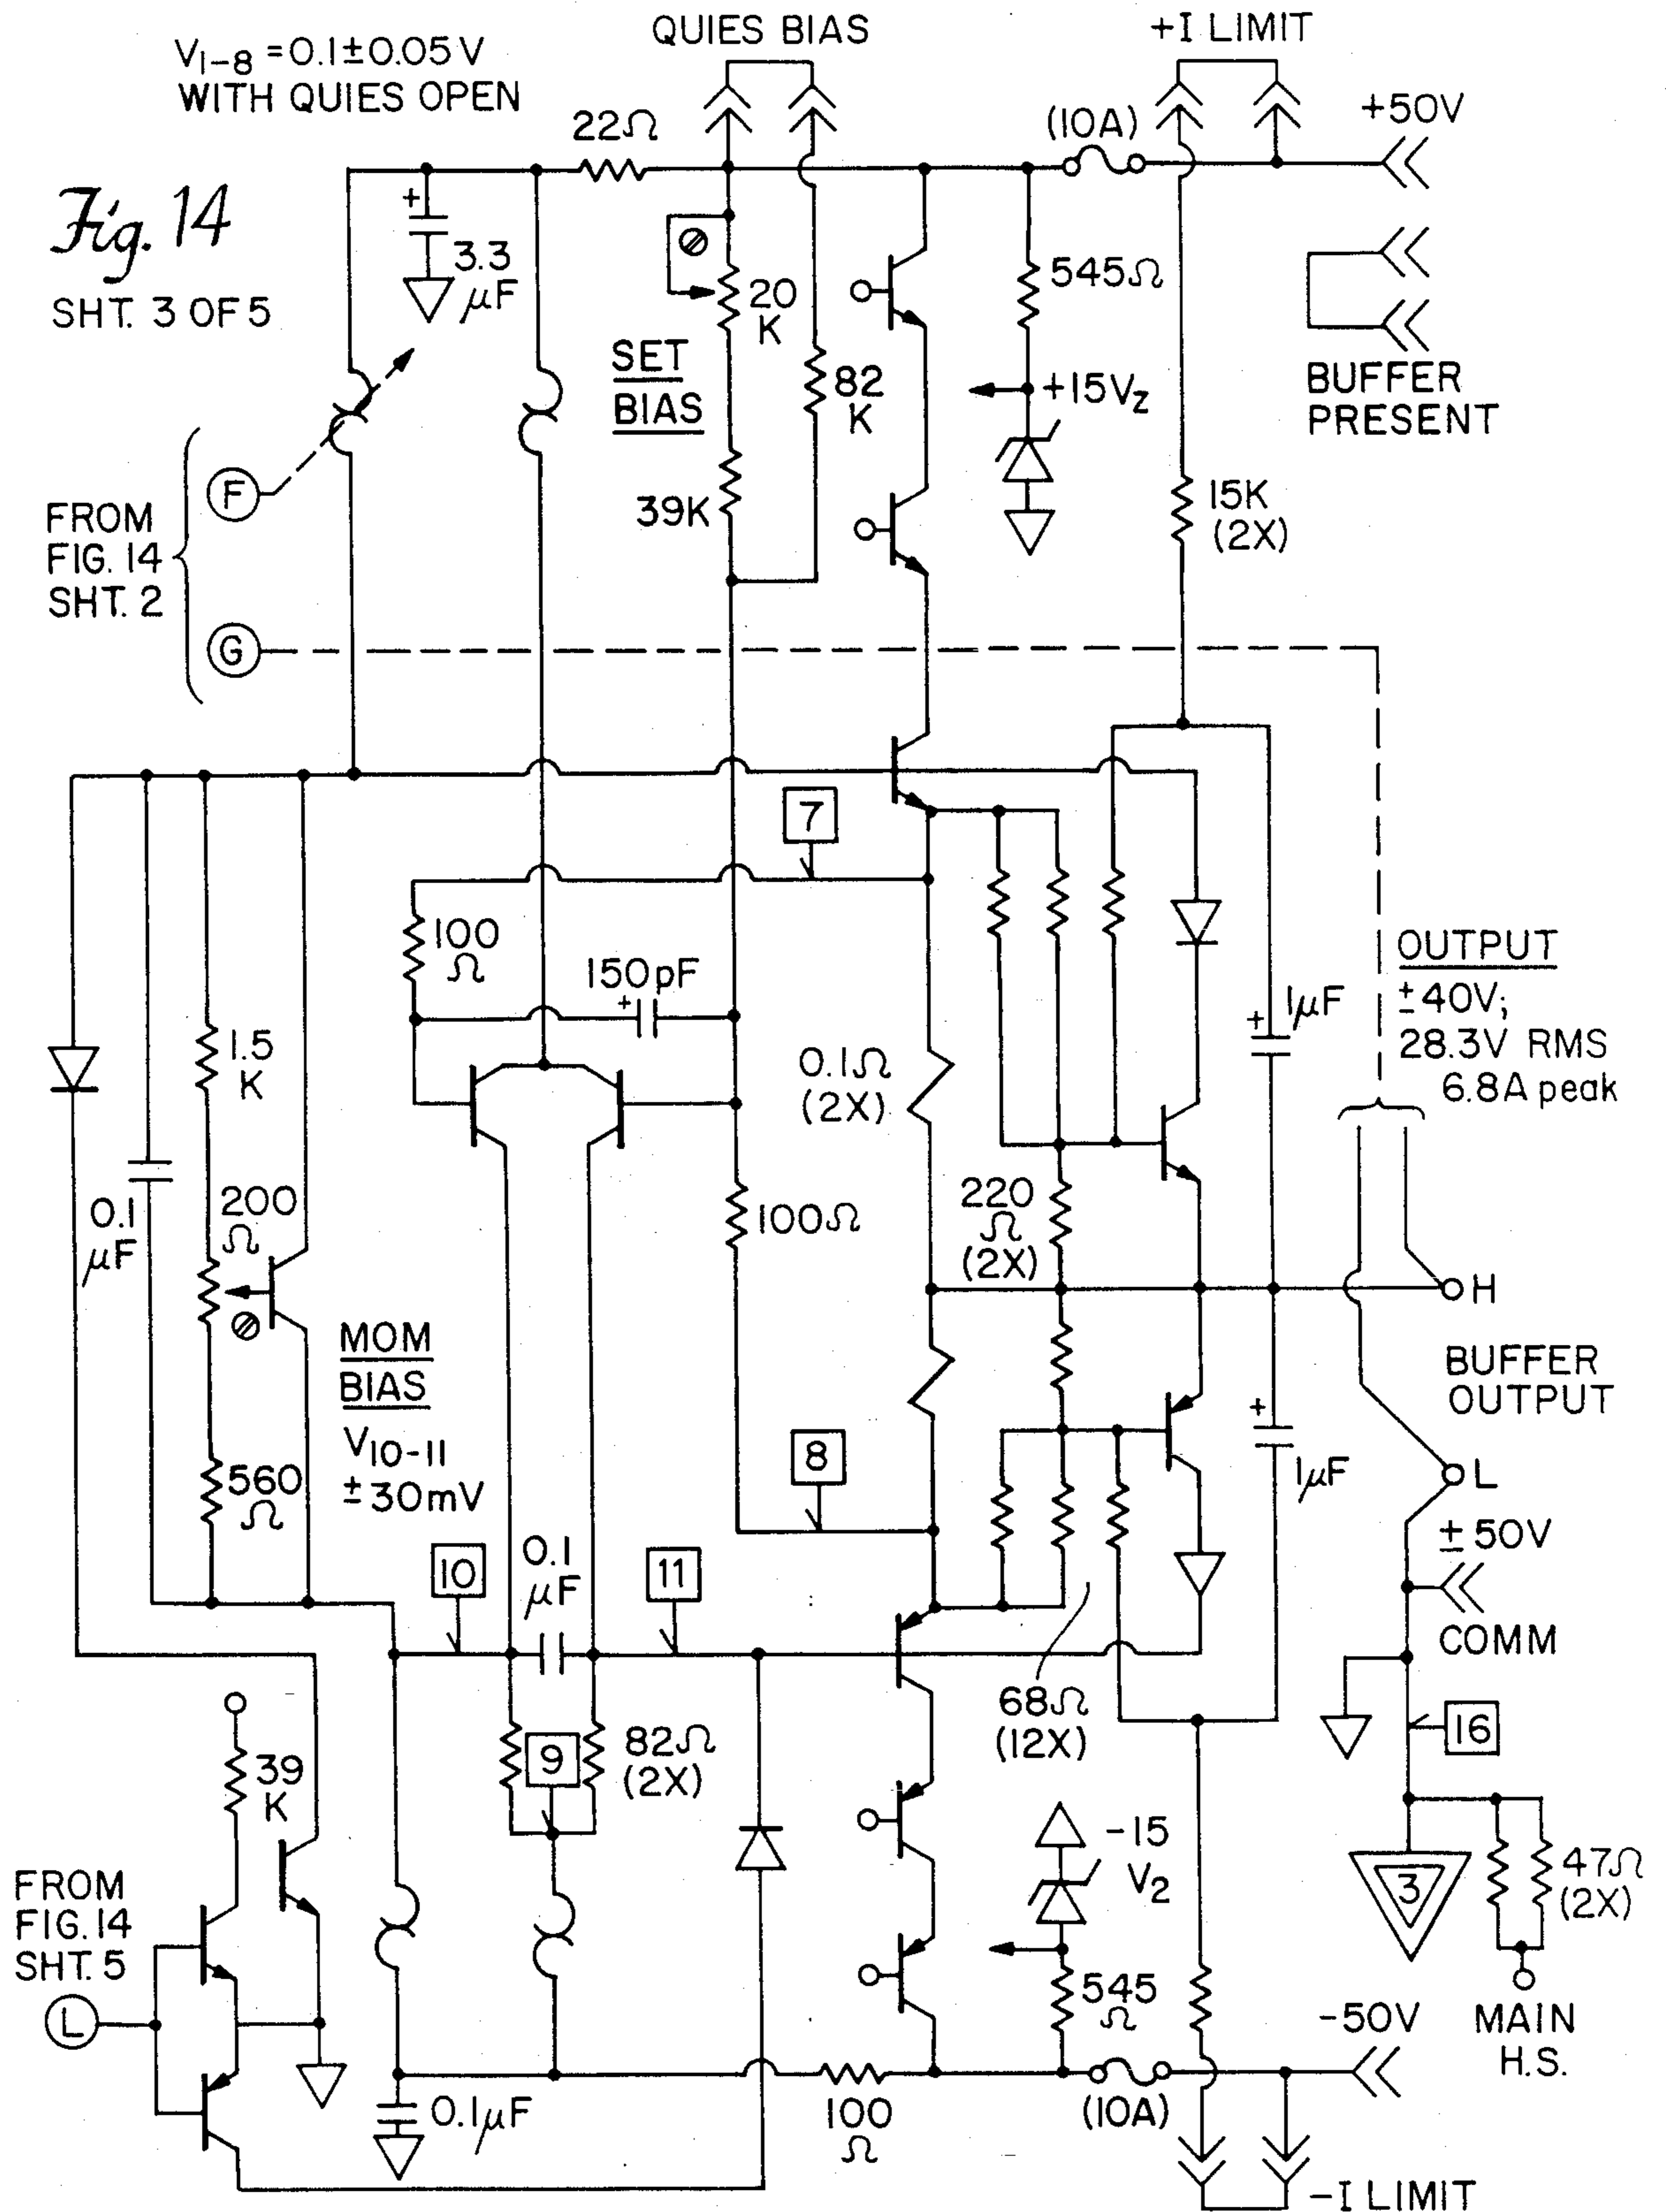 V1-8 = 0.1±0.05 V
WITH QUIES OPEN
QUIES BIAS
+I LIMIT
22Ω
(10A)
+50V
Fig. 14
SHT. 3 OF 5
+
3.3
μF
20
K
SET
BIAS
82
K
39K
545Ω
+15Vz
BUFFER
PRESENT
15K
(2X)
FROM
FIG. 14
SHT. 2
F
G
7
100
Ω
150pF
+
1.5
K
0.1Ω
(2X)
+
1μF
OUTPUT
±40V;
28.3V RMS
6.8A peak
0.1
μF
200
Ω
100Ω
220
Ω
(2X)
H
BUFFER
OUTPUT
MOM
BIAS
V10-11
±30mV
560
Ω
8
+
1μF
L
±50V
COMM
10
0.1
μF
11
39
K
9
82Ω
(2X)
68Ω
(12X)
16
-15
V2
3
47Ω
(2X)
FROM
FIG. 14
SHT. 5
L
545
Ω
-50V
MAIN
H.S.
0.1μF
100
Ω
(10A)
-I LIMIT